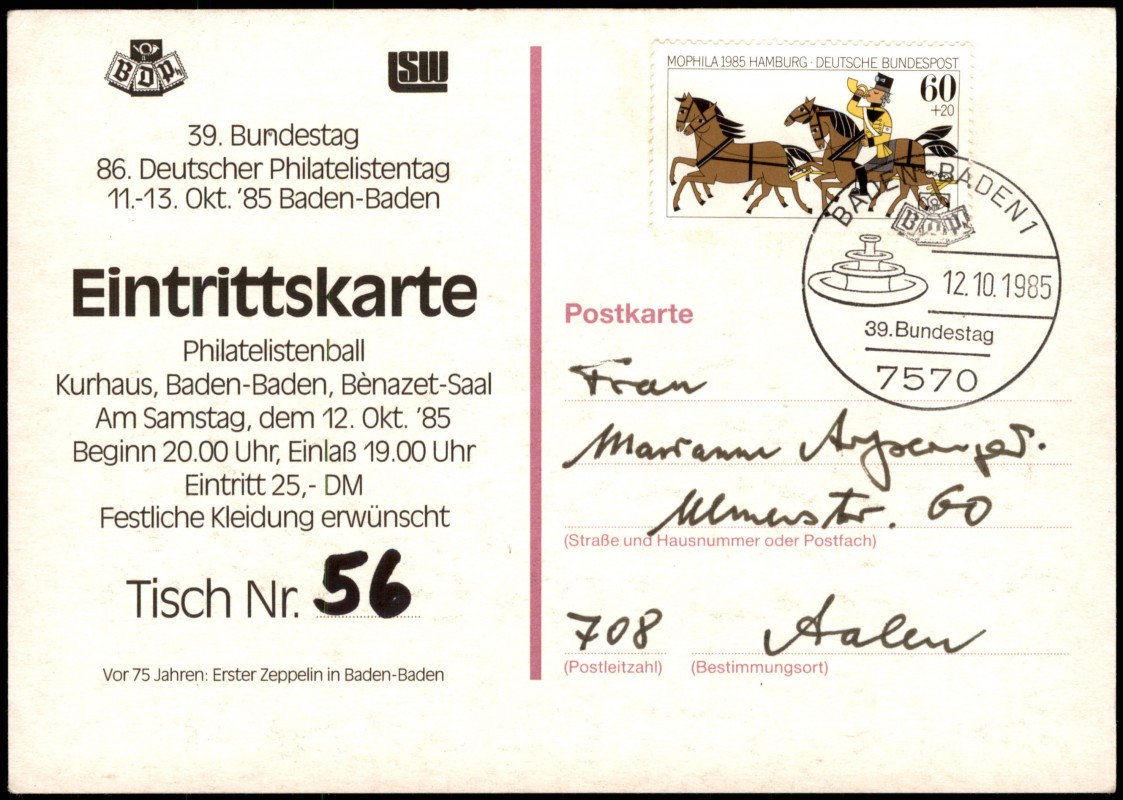 BDPh
LSW
39. Bundestag
86. Deutscher Philatelistentag
11.-13. Okt. '85 Baden-Baden
Eintrittskarte
Philatelistenball
Kurhaus, Baden-Baden, Bènazet-Saal
Am Samstag, dem 12. Okt. '85
Beginn 20.00 Uhr, Einlaß 19.00 Uhr
Eintritt 25,- DM
Festliche Kleidung erwünscht
Tisch Nr. 56
Vor 75 Jahren: Erster Zeppelin in Baden-Baden
MOPHILA 1985 HAMBURG · DEUTSCHE BUNDESPOST
60
+20
BADEN-BADEN 1
BDPh
12.10.1985
39. Bundestag
7570
Postkarte
Frau
Marianne
Ulmerstr. 60
(Straße und Hausnummer oder Postfach)
708 Aalen
(Postleitzahl) (Bestimmungsort)